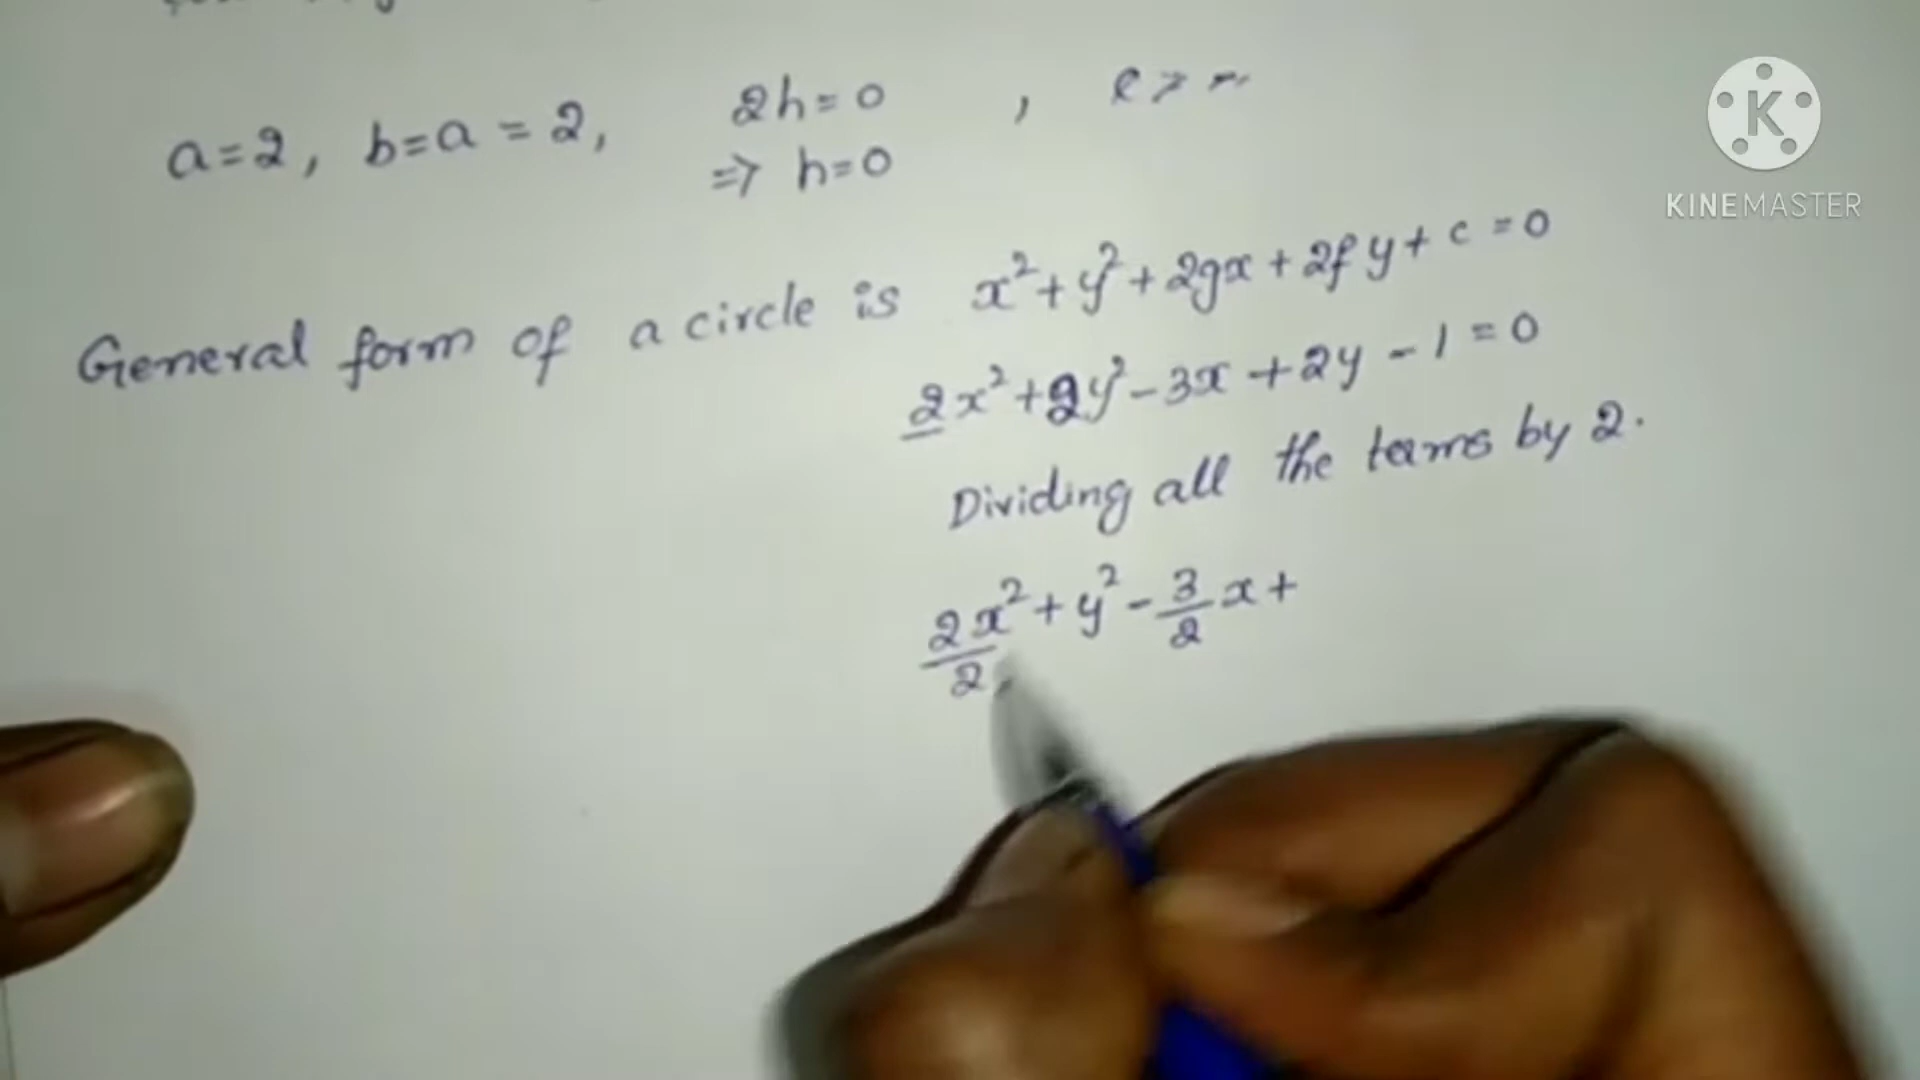 a=2, b=a=2, 2h=0 ,
⇒ h=0
General form of a circle is x²+y²+2gx+2fy+c=0
2x²+2y²-3x+2y-1=0
Dividing all the terms by 2.
2x²/2+y²-3/2x+
K
KINEMASTER